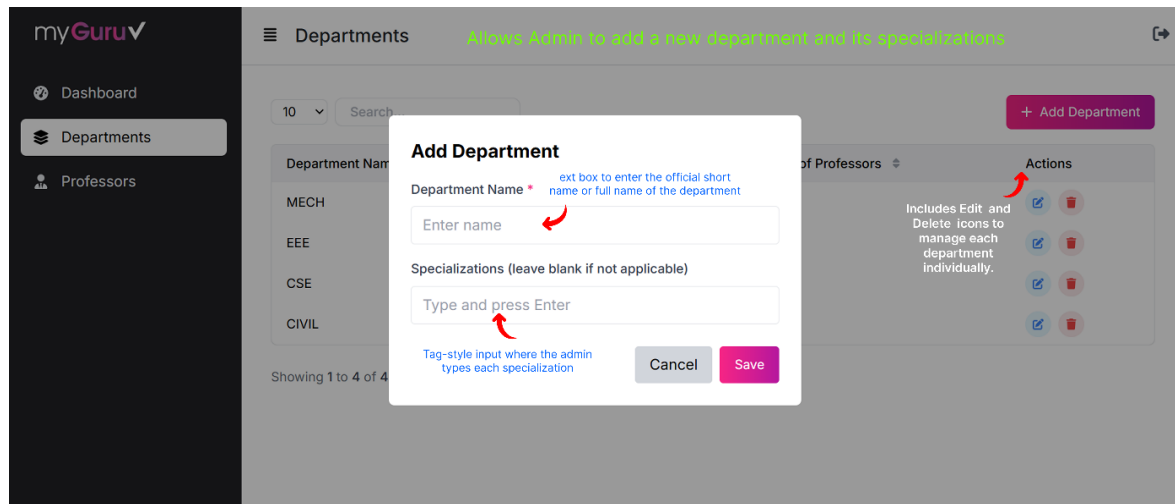 myGuru
Departments
Allows Admin to add a new department and its specializations
Dashboard
Departments
Professors
10
Search...
+ Add Department
Department Nam
of Professors
Actions
MECH
EEE
CSE
CIVIL
Includes Edit and
Delete icons to
manage each
department
individually.
Showing 1 to 4 of 4
Add Department
Department Name *
ext box to enter the official short
name or full name of the department
Enter name
Specializations (leave blank if not applicable)
Type and press Enter
Tag-style input where the admin
types each specialization
Cancel
Save